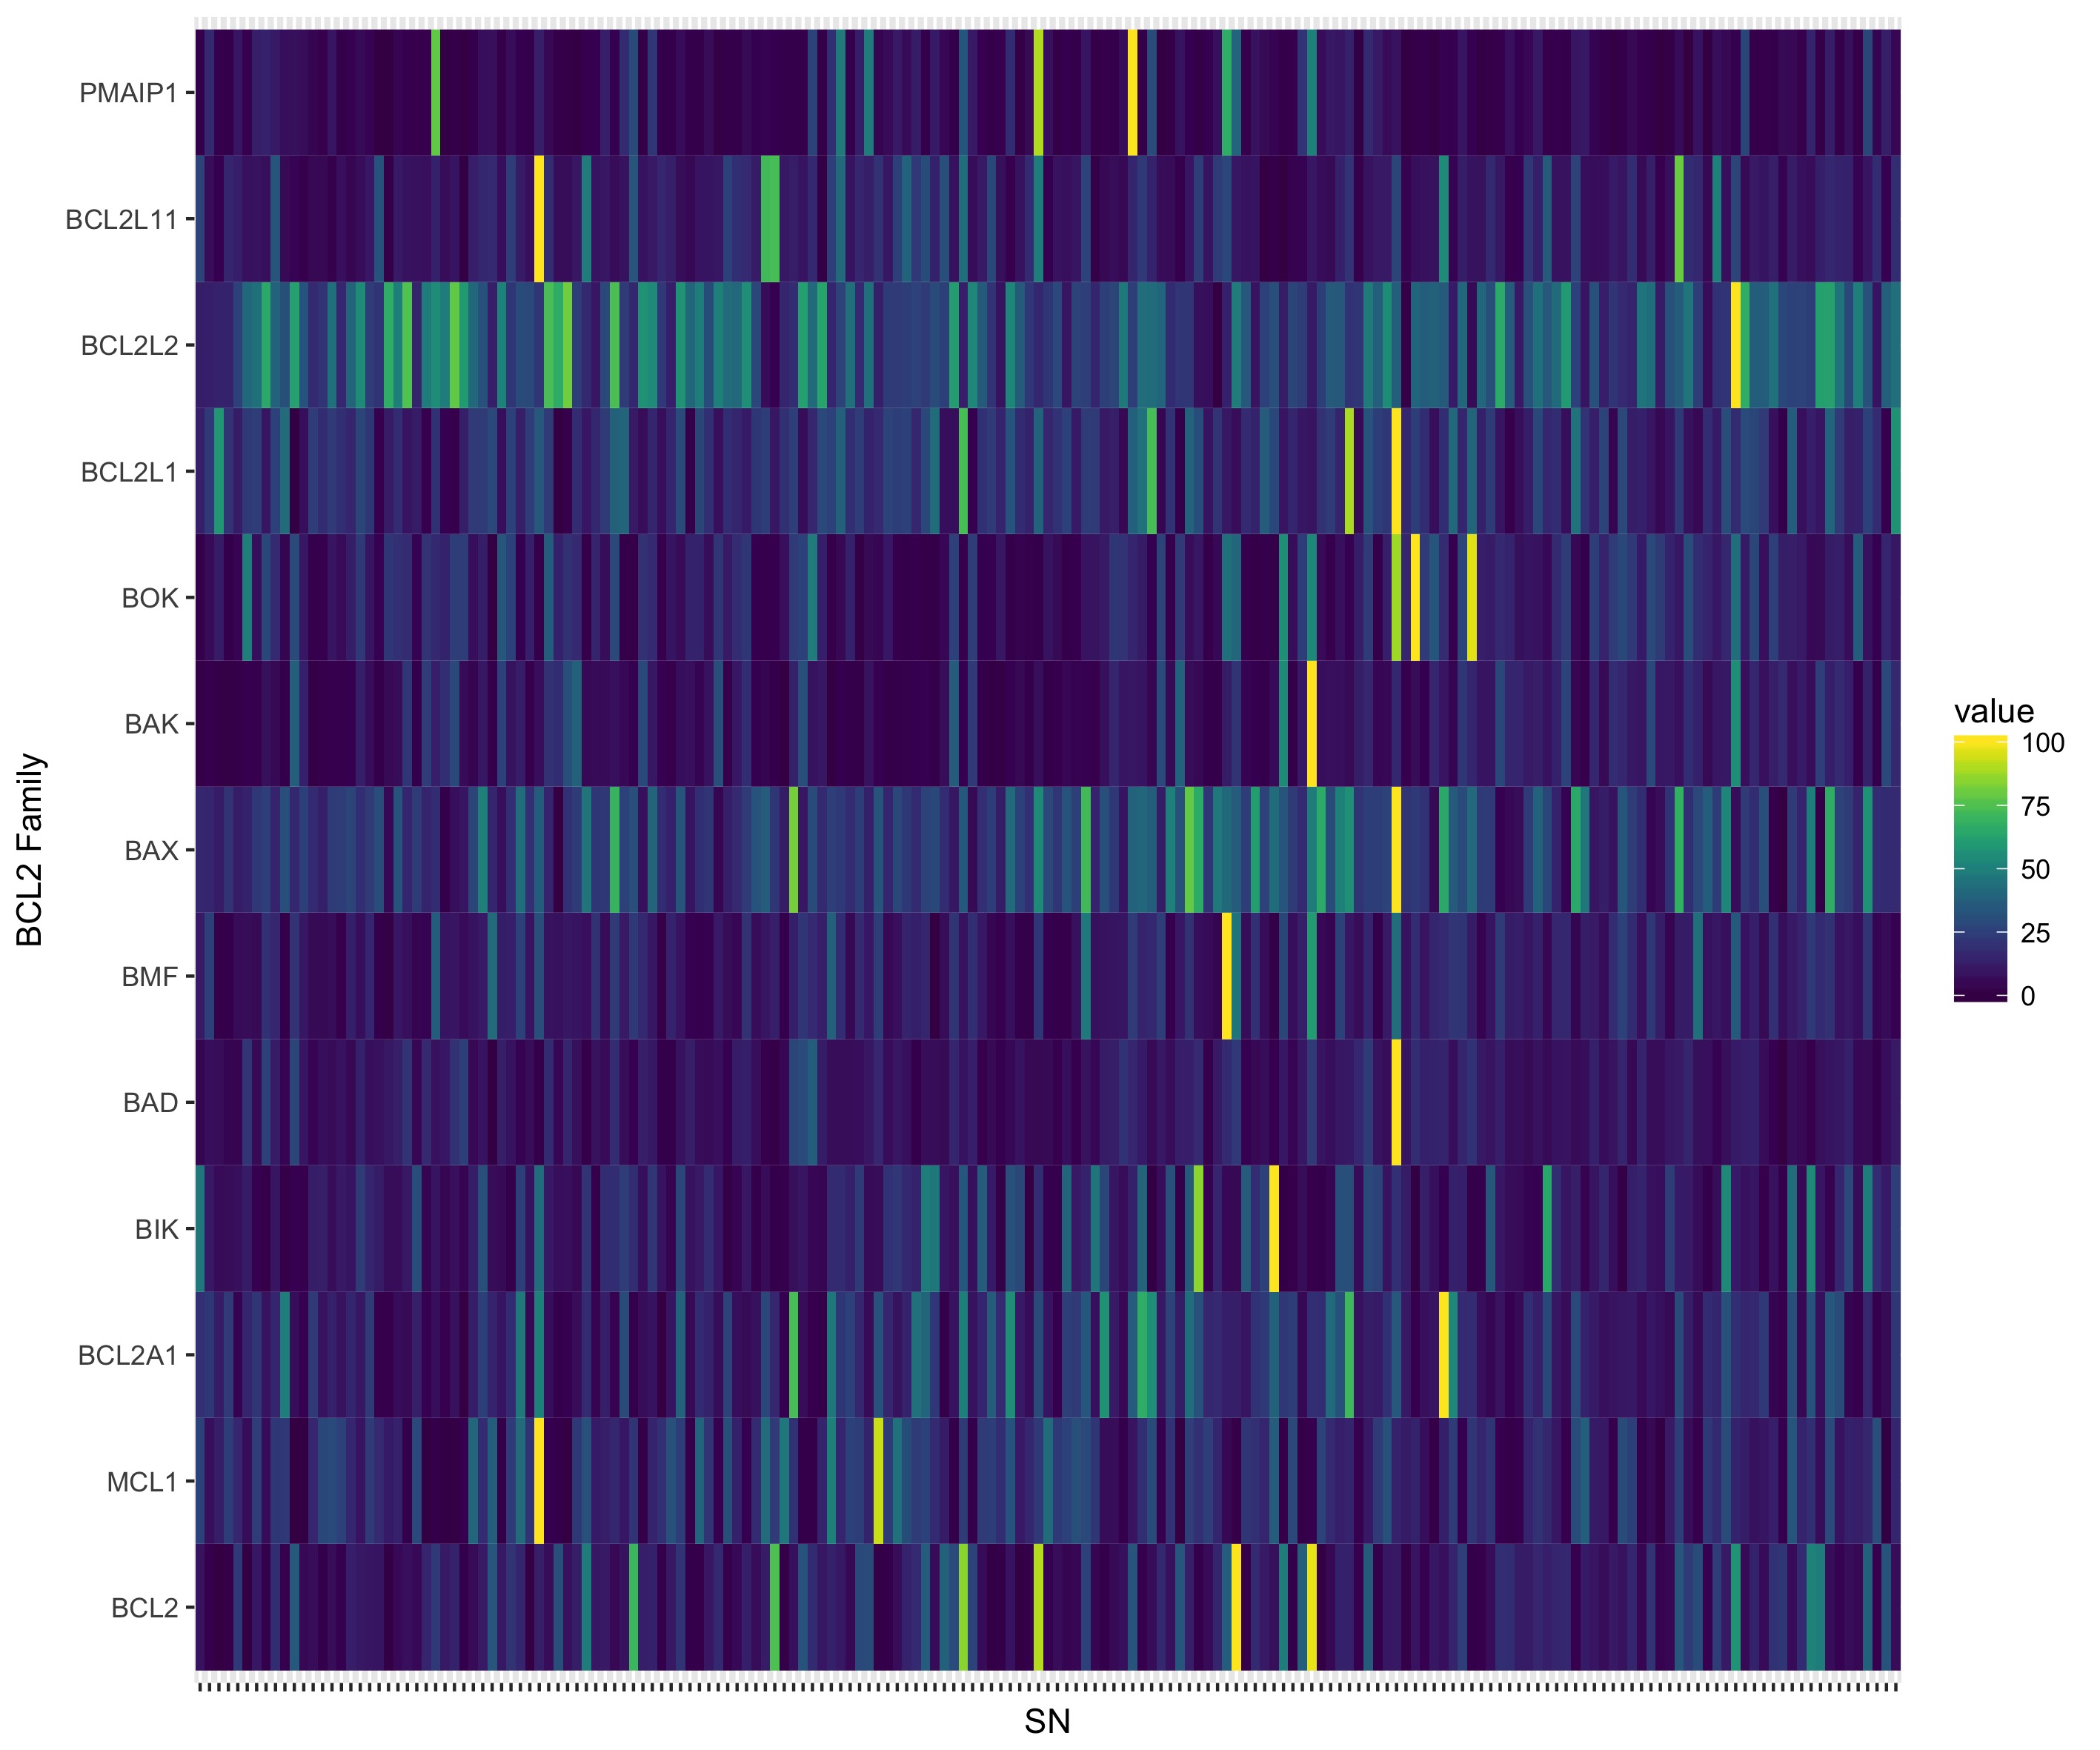 PMAIP1
BCL2L11
BCL2L2
BCL2L1
BOK
BAK
BAX
BMF
BAD
BIK
BCL2A1
MCL1
BCL2
BCL2 Family
SN
value
100
75
50
25
0